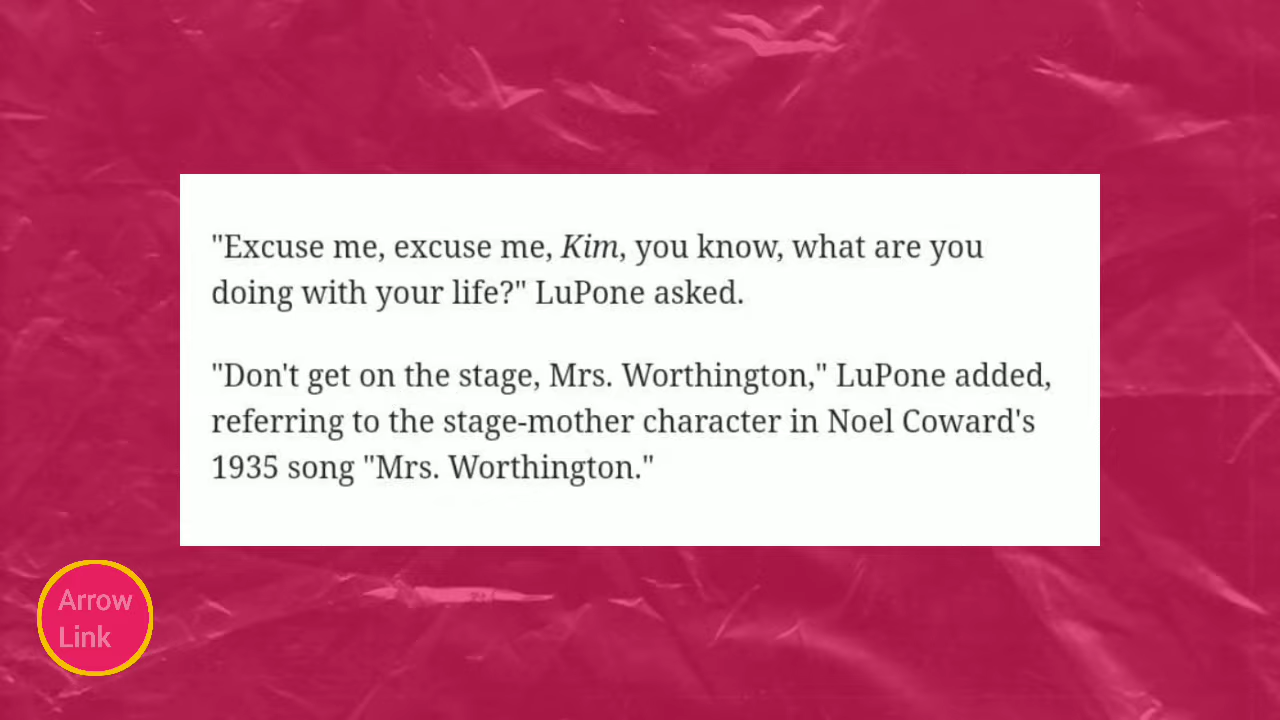 "Excuse me, excuse me, Kim, you know, what are you
doing with your life?" LuPone asked.
"Don't get on the stage, Mrs. Worthington," LuPone added,
referring to the stage-mother character in Noel Coward's
1935 song "Mrs. Worthington."
Arrow
Link